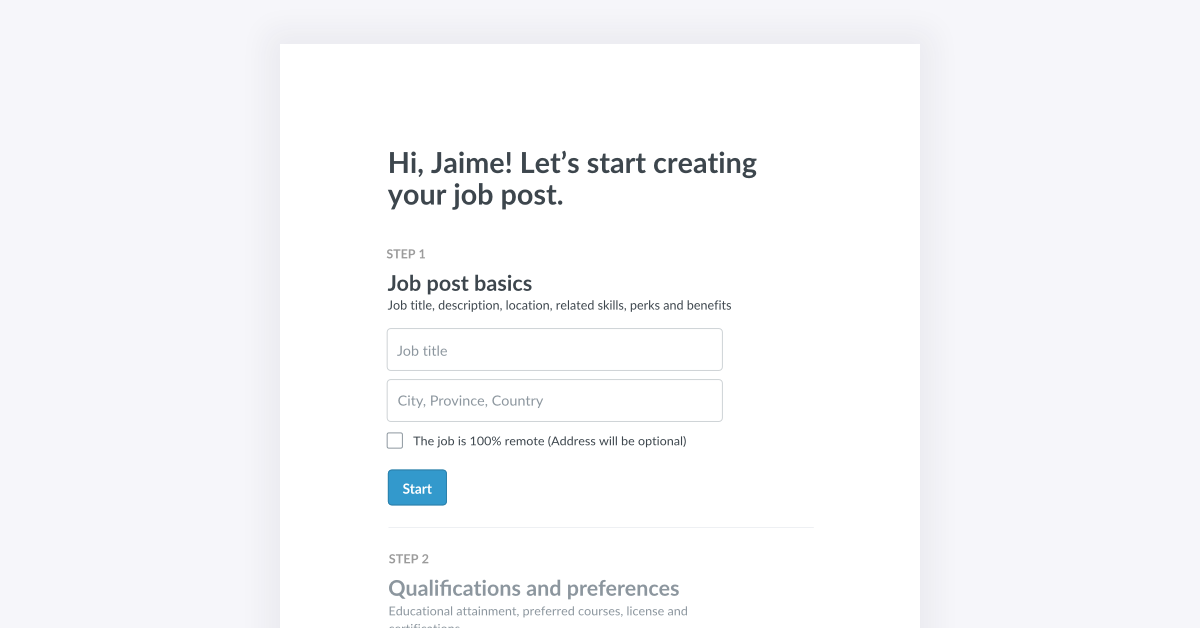 Hi, Jaime! Let’s start creating
your job post.
STEP 1
Job post basics
Job title, description, location, related skills, perks and benefits
Job title
City, Province, Country
The job is 100% remote (Address will be optional)
Start
STEP 2
Qualifications and preferences
Educational attainment, preferred courses, license and
certifications